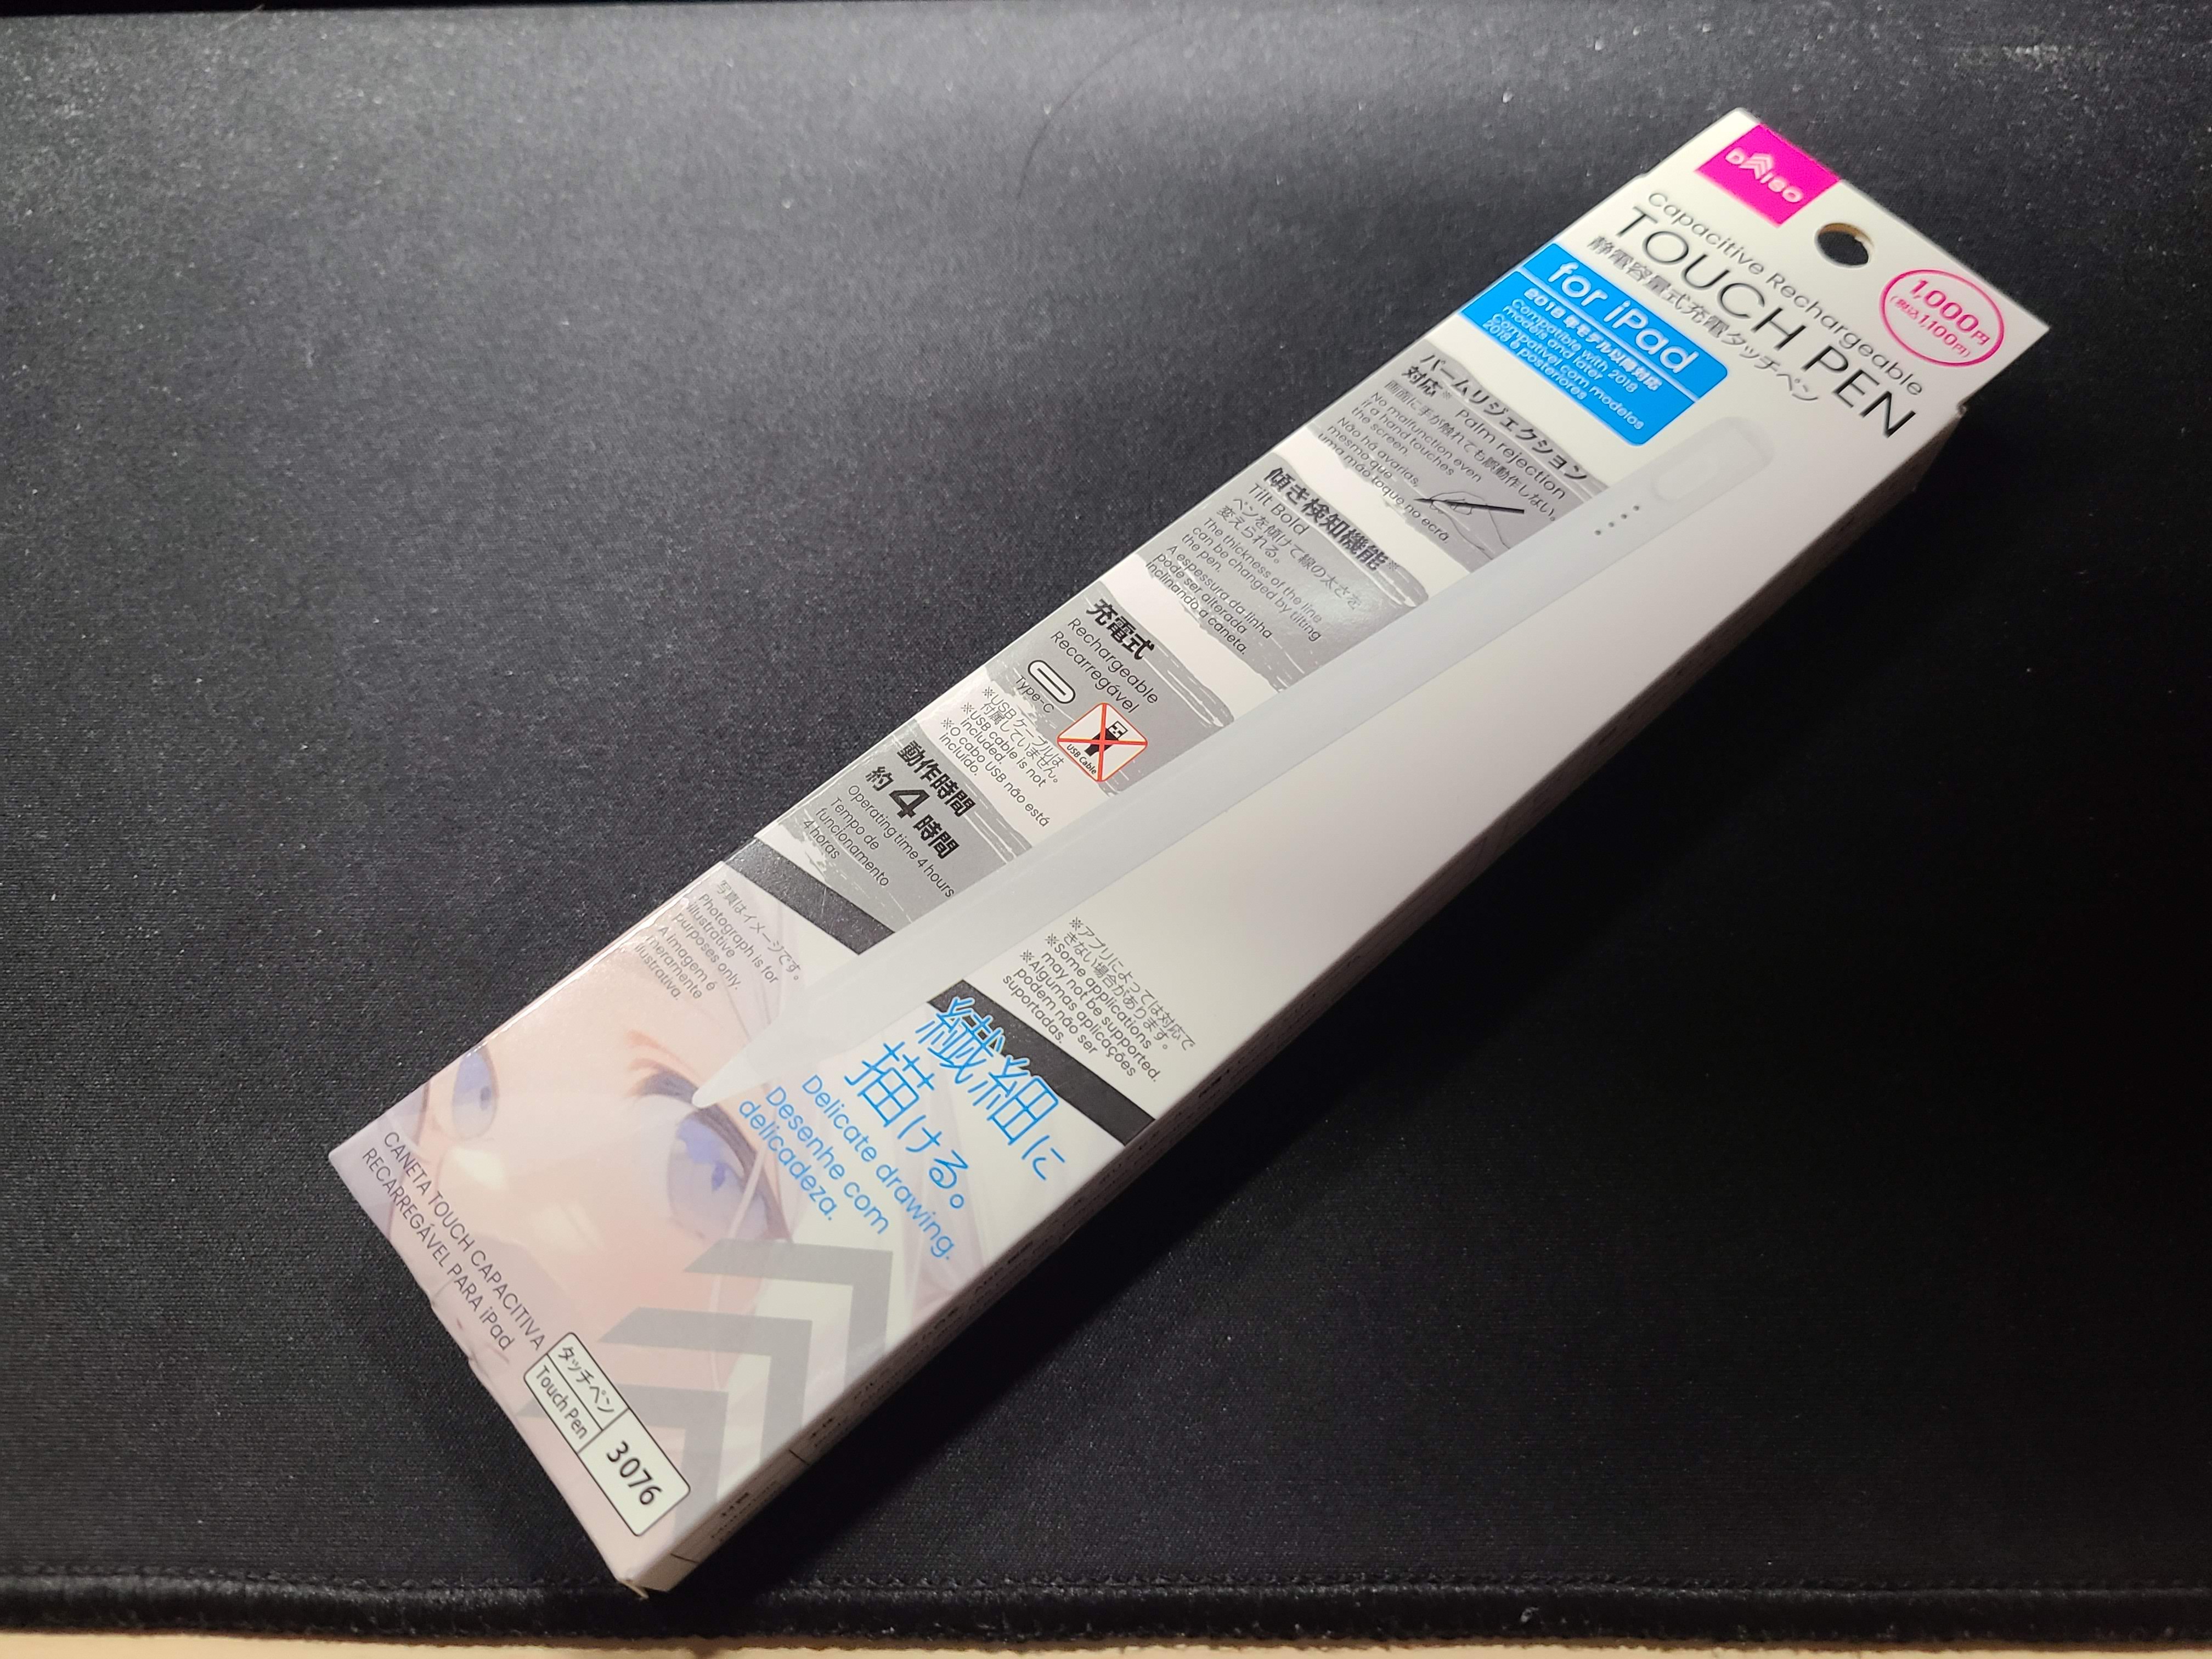 DAISO
Capacitive Rechargeable
TOUCH PEN
静電容量式充電タッチペン
1,000円
(税込1,100円)
for iPad
2018年モデル以降対応
Compatible with 2018
models and later
Compatível com modelos
2018 e posteriores
パームリジェクション
対応※ Palm rejection
画面に手が触れても誤動作しない。
No malfunction even
if a hand touches
the screen.
Não há avarias,
mesmo que
uma mão toque no ecrã
傾き検知機能※
Tilt Bold
ペンを傾けて線の太さを
変えられる。
The thickness of the line
can be changed by tilting
the pen.
A espessura da linha
pode ser alterada
inclinando a caneta.
充電式
Rechargeable
Recarregável
Type-C
USB Cable
※USBケーブルは
付属していません。
※USB cable is not
included.
※O cabo USB não está
incluído.
動作時間
約4時間
Operating time 4 hours
Tempo de
funcionamento
4 horas
写真はイメージです。
Photograph is for
illustrative
purposes only.
A imagem é
meramente
ilustrativa.
※アプリによっては対応で
きない場合があります。
※Some applications
may not be supported.
※Algumas aplicações
podem não ser
suportadas.
繊細に
描ける。
Delicate drawing.
Desenhe com
delicadeza.
CANETA TOUCH CAPACITIVA
RECARREGÁVEL PARA iPad
タッチペン
Touch Pen
3076